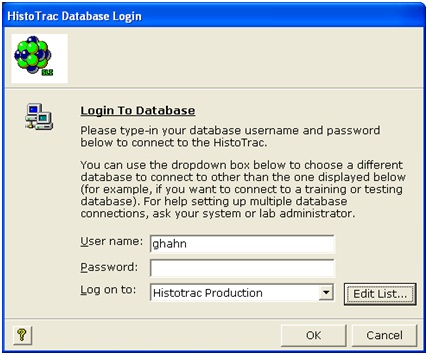 HistoTrac Database Login
Login To Database
Please type-in your database username and password
below to connect to the HistoTrac.
You can use the dropdown box below to choose a different
database to connect to other than the one displayed below
(for example, if you want to connect to a training or testing
database). For help setting up multiple database
connections, ask your system or lab administrator.
User name: ghahn
Password:
Log on to: Histotrac Production Edit List...
? OK Cancel